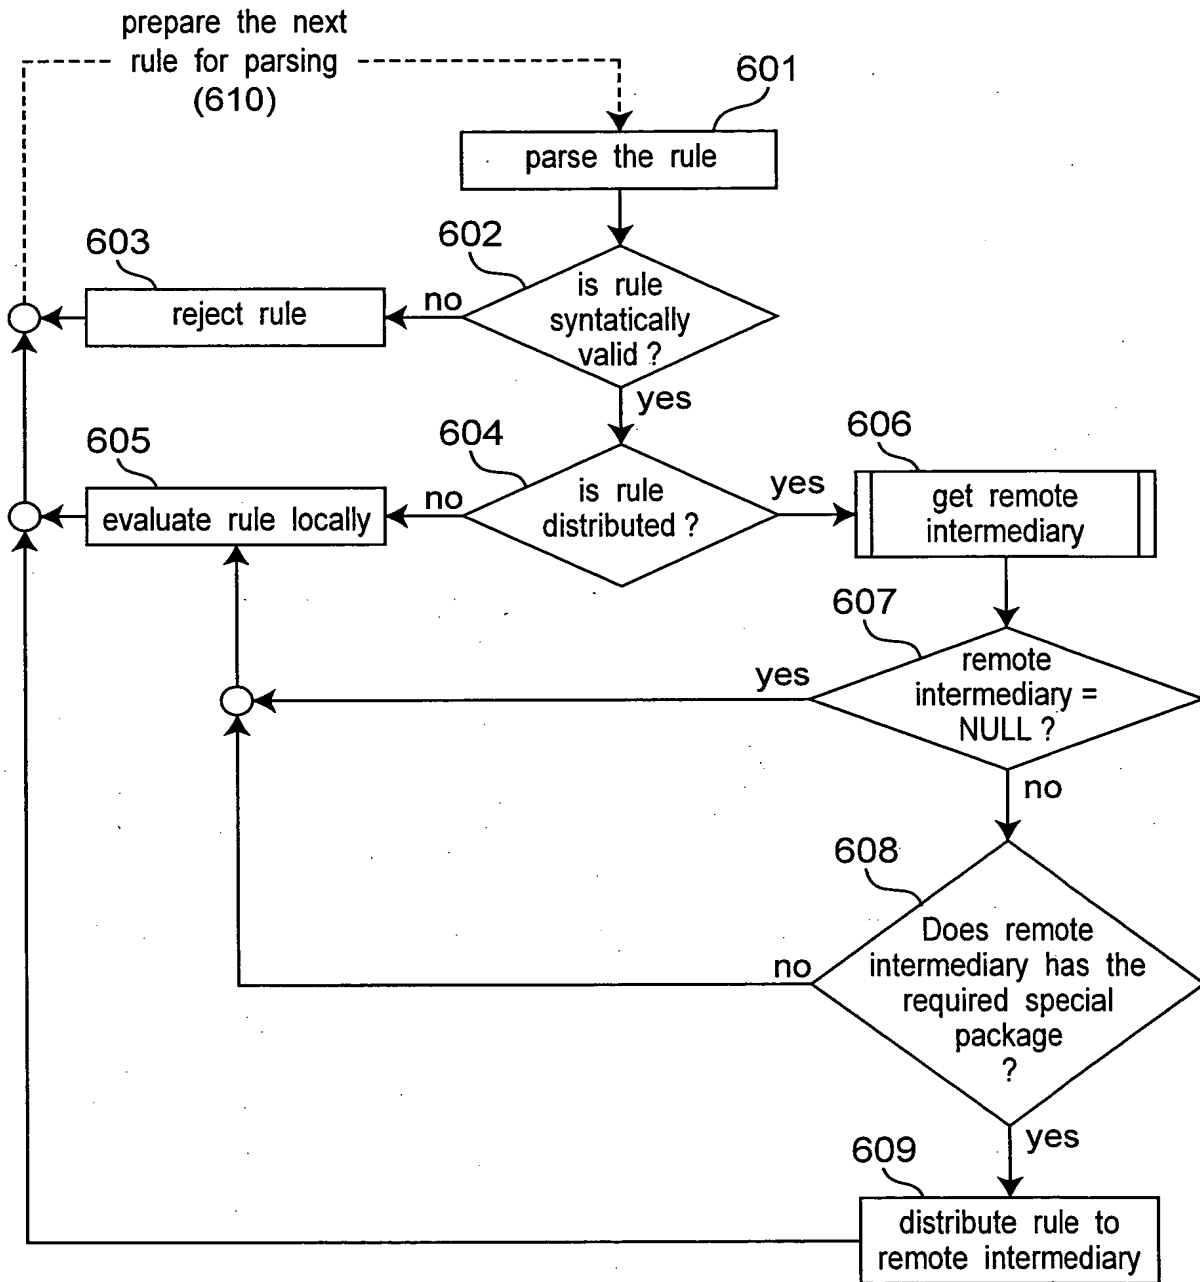 prepare the next
rule for parsing
(610)
601
parse the rule
602
is rule
syntatically
valid ?
no
603
reject rule
yes
604
is rule
distributed ?
no
605
evaluate rule locally
yes
606
get remote
intermediary
607
remote
intermediary =
NULL ?
yes
no
608
Does remote
intermediary has the
required special
package
?
no
yes
609
distribute rule to
remote intermediary